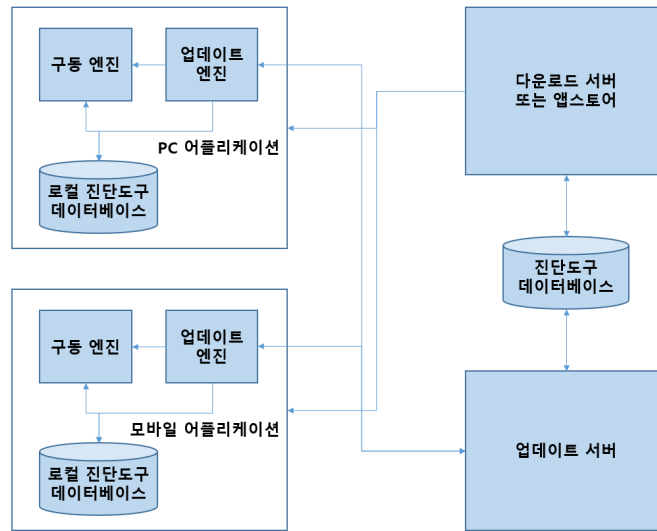 구동 엔진
업데이트
엔진
PC 어플리케이션
로컬 진단도구
데이터베이스
다운로드 서버
또는 앱스토어
진단도구
데이터베이스
구동 엔진
업데이트
엔진
모바일 어플리케이션
로컬 진단도구
데이터베이스
업데이트 서버